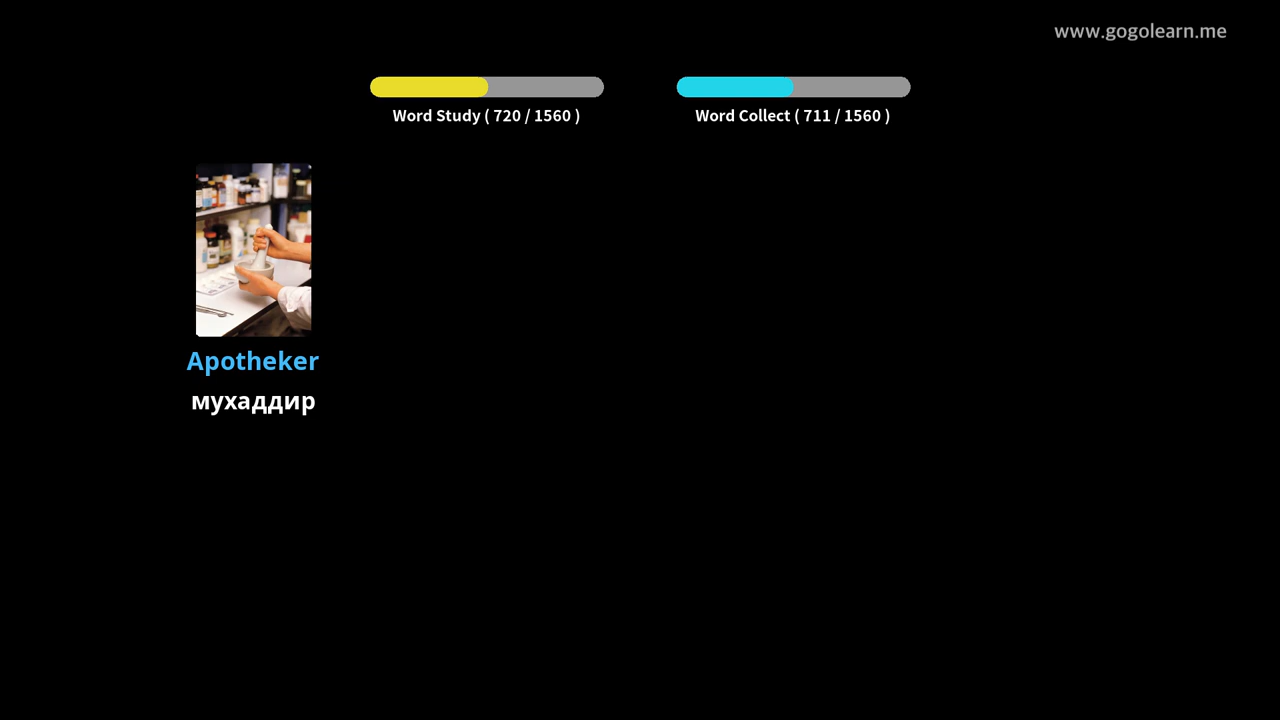 www.gogolearn.me
Word Study ( 720 / 1560 )
Word Collect ( 711 / 1560 )
Apotheker
мухаддир